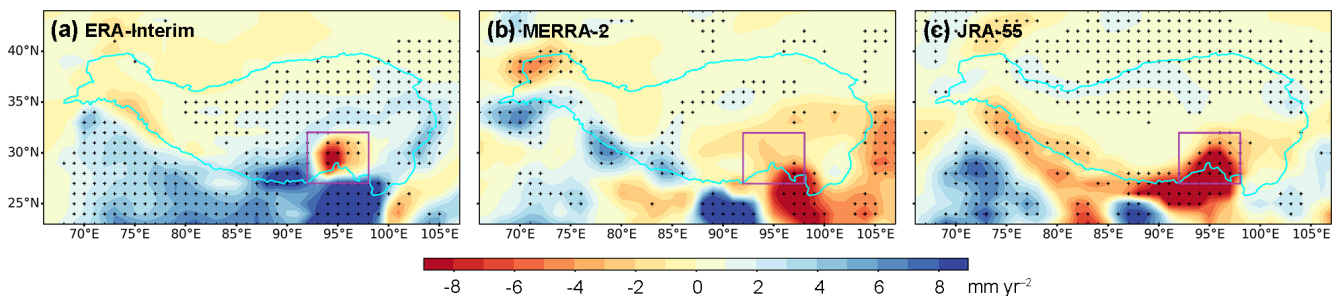 (a) ERA-Interim
(b) MERRA-2
(c) JRA-55
40°N
35°N
30°N
25°N
70°E 75°E 80°E 85°E 90°E 95°E 100°E 105°E
70°E 75°E 80°E 85°E 90°E 95°E 100°E 105°E
70°E 75°E 80°E 85°E 90°E 95°E 100°E 105°E
-8 -6 -4 -2 0 2 4 6 8 mm yr⁻²